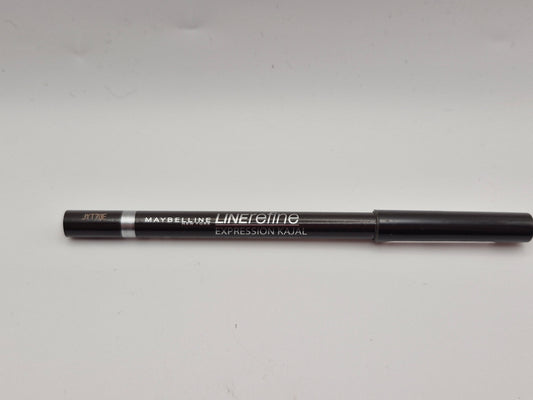 MAYBELLINE LINErefine
NEW YORK
EXPRESSION KAJAL